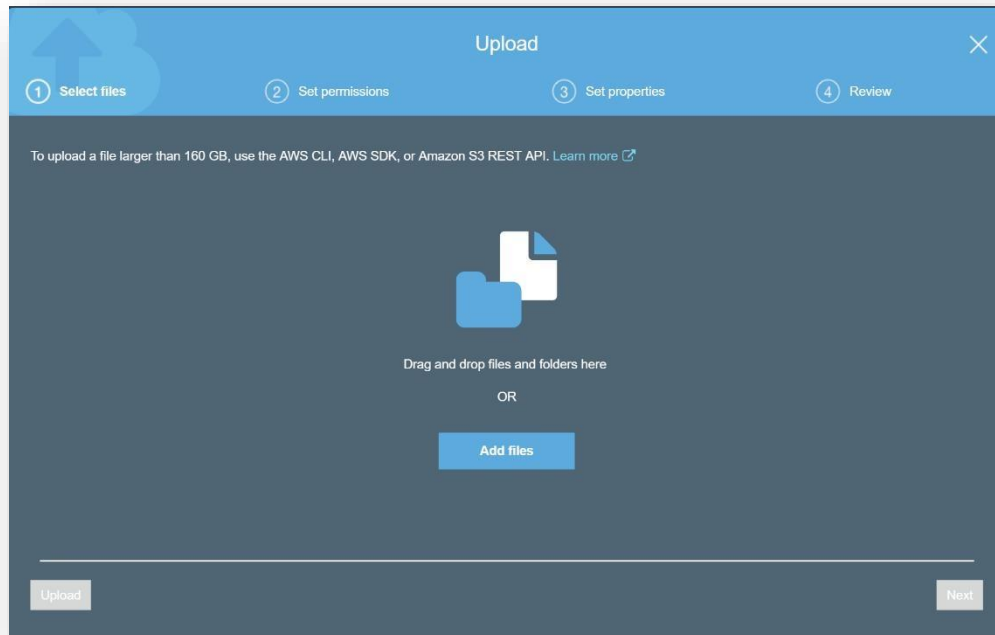 Upload
1 Select files
2 Set permissions
3 Set properties
4 Review
To upload a file larger than 160 GB, use the AWS CLI, AWS SDK, or Amazon S3 REST API. Learn more
Drag and drop files and folders here
OR
Add files
Upload
Next